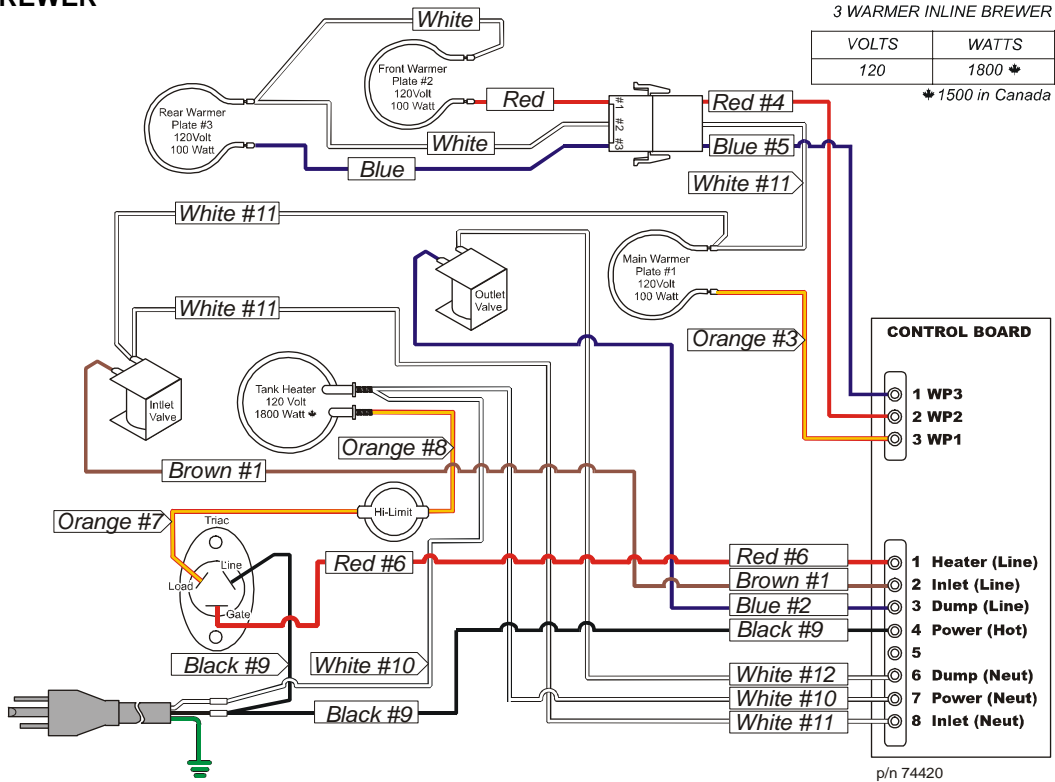 BREWER
3 WARMER INLINE BREWER
VOLTS WATTS
120 1800
1500 in Canada
White
Front Warmer
Plate #2
120Volt
100 Watt
Red
#1
#2
#3
Red #4
Rear Warmer
Plate #3
120Volt
100 Watt
White
Blue
Blue #5
White #11
White #11
Main Warmer
Plate #1
120Volt
100 Watt
Outlet
Valve
White #11
Orange #3
CONTROL BOARD
1 WP3
2 WP2
3 WP1
Intlet
Valve
Tank Heater
120 Volt
1800 Watt
Orange #8
Brown #1
Hi-Limit
Orange #7
Triac
Line
Load
Gate
Red #6
Red #6
Brown #1
Blue #2
Black #9
1 Heater (Line)
2 Inlet (Line)
3 Dump (Line)
4 Power (Hot)
5
6 Dump (Neut)
7 Power (Neut)
8 Inlet (Neut)
Black #9
White #10
White #12
White #10
White #11
Black #9
p/n 74420